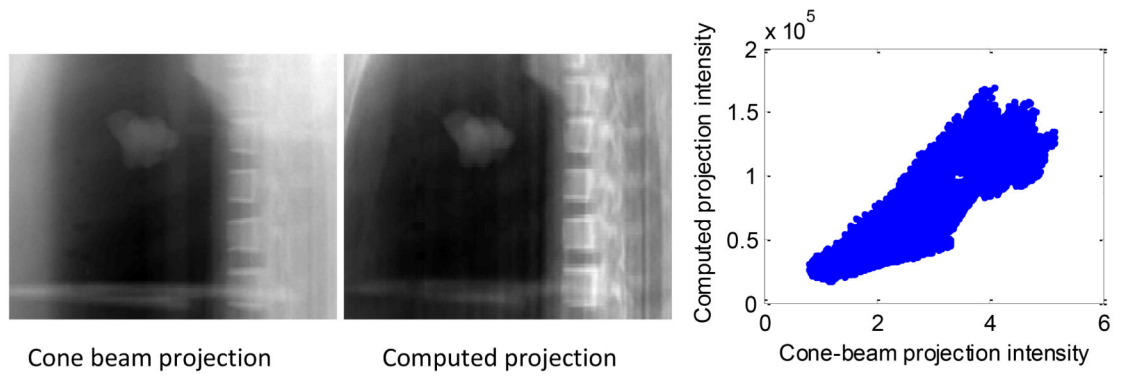 Cone beam projection
Computed projection
x 10^5
Computed projection intensity
2
1.5
1
0.5
0
0 2 4 6
Cone-beam projection intensity